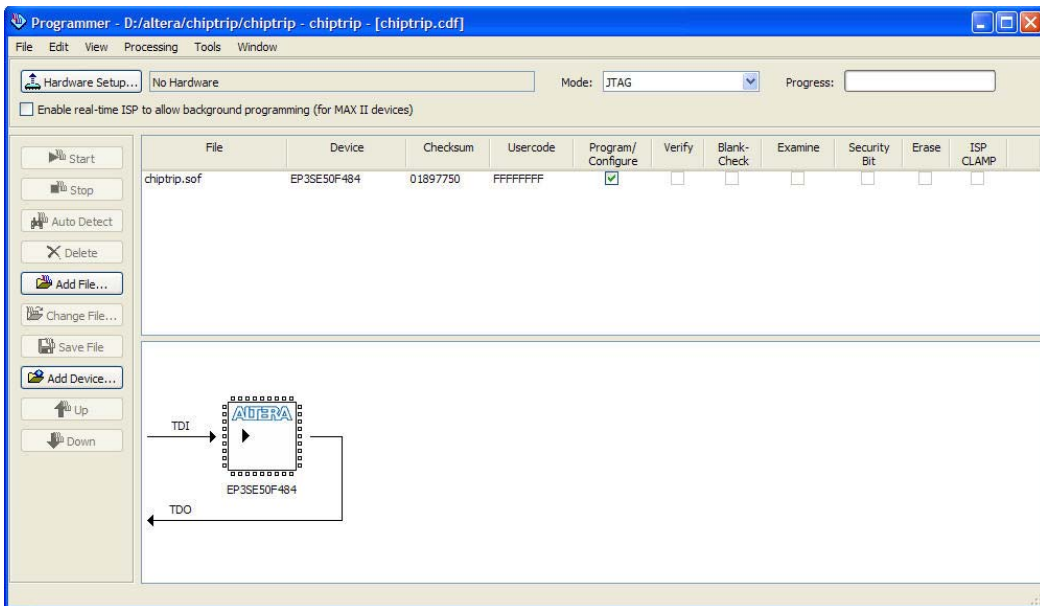 Programmer - D:/altera/chiptrip/chiptrip - chiptrip - [chiptrip.cdf]
File Edit View Processing Tools Window
Hardware Setup... No Hardware Mode: JTAG Progress:
Enable real-time ISP to allow background programming (for MAX II devices)
File Device Checksum Usercode Program/ Configure Verify Blank- Check Examine Security Bit Erase ISP CLAMP
chiptrip.sof EP3SE50F484 01897750 FFFFFFFF
Start
Stop
Auto Detect
Delete
Add File...
Change File...
Save File
Add Device...
Up
Down
ALTERA
TDI
EP3SE50F484
TDO